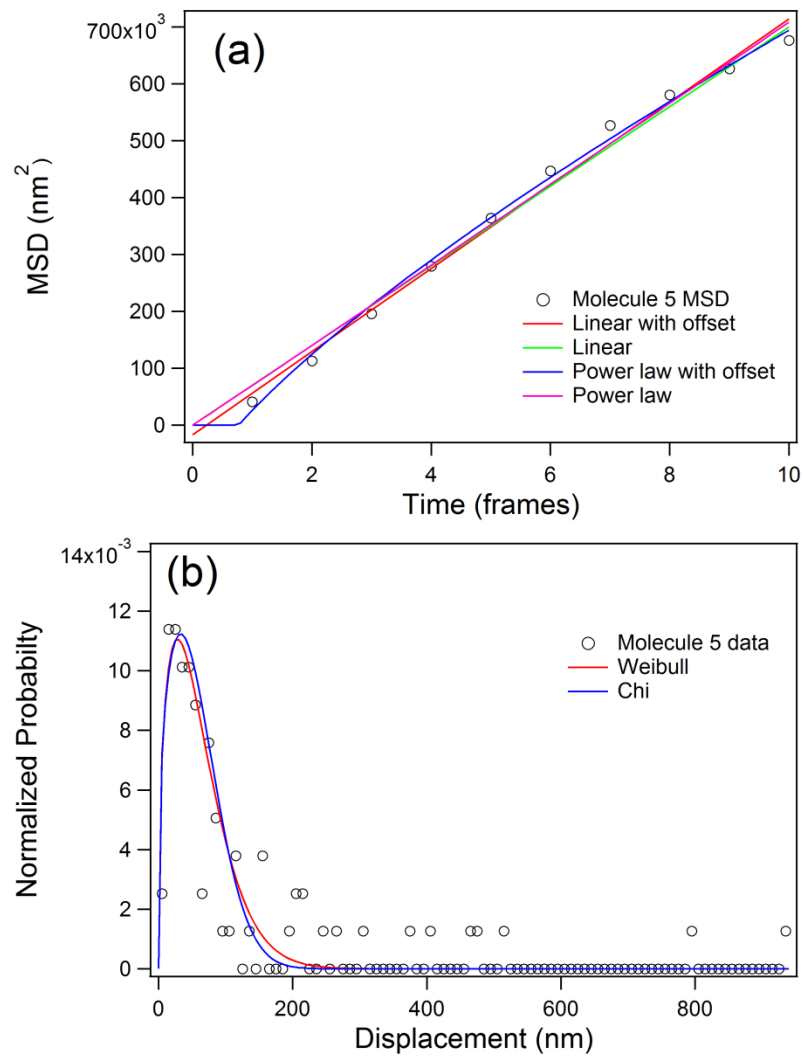 (a)
700x10³
600
500
400
300
200
100
0
MSD (nm²)
Molecule 5 MSD
Linear with offset
Linear
Power law with offset
Power law
0 2 4 6 8 10
Time (frames)
(b)
14x10⁻³
12
10
8
6
4
2
0
Normalized Probabilty
Molecule 5 data
Weibull
Chi
0 200 400 600 800
Displacement (nm)